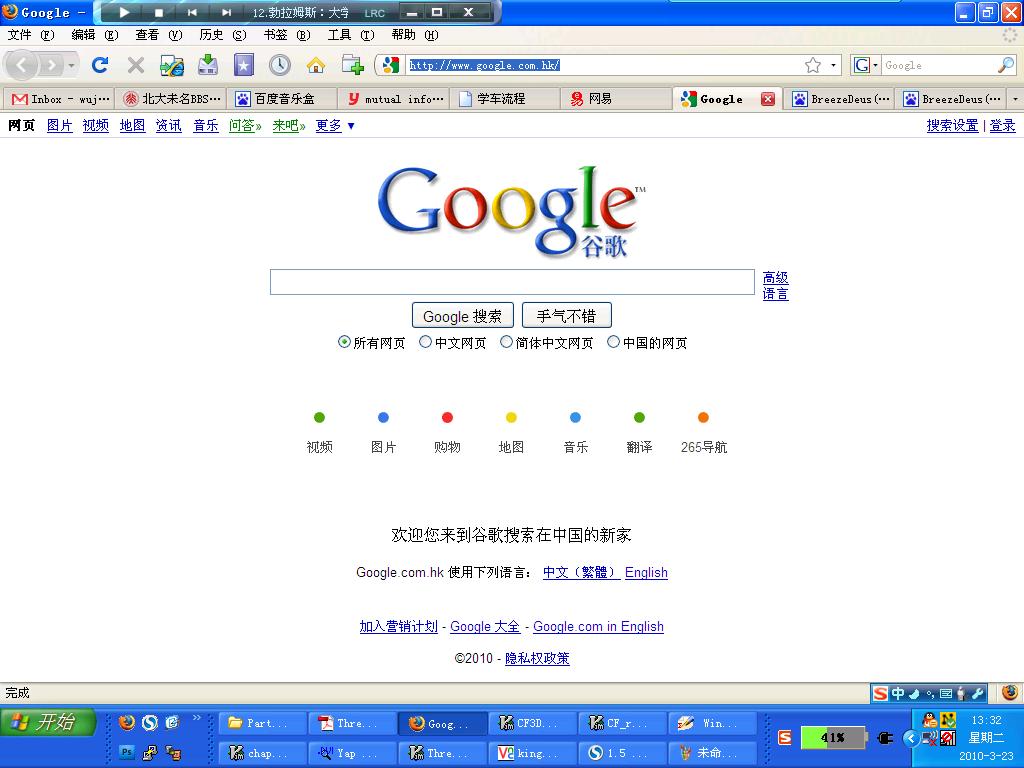 Google -
12.勃拉姆斯：大学
LRC
文件 (F) 编辑 (E) 查看 (V) 历史 (S) 书签 (B) 工具 (T) 帮助 (H)
http://www.google.com.hk/
Google
Inbox - wuj... 北大未名BBS... 百度音乐盒 mutual info... 学车流程 网易 Google BreezeDeus(... BreezeDeus(...
网页 图片 视频 地图 资讯 音乐 问答» 来吧» 更多 ▼ 搜索设置 | 登录
Google™
谷歌
高级
语言
Google 搜索 手气不错
所有网页 中文网页 简体中文网页 中国的网页
视频 图片 购物 地图 音乐 翻译 265导航
欢迎您来到谷歌搜索在中国的新家
Google.com.hk 使用下列语言： 中文（繁體） English
加入营销计划 - Google 大全 - Google.com in English
©2010 - 隐私权政策
完成
中
开始
Part... Thre... Goog... CF3D... CF_r... Win...
chap... Yap ... Thre... king... 1.5 ... 未命...
41%
13:32
星期二
2010-3-23